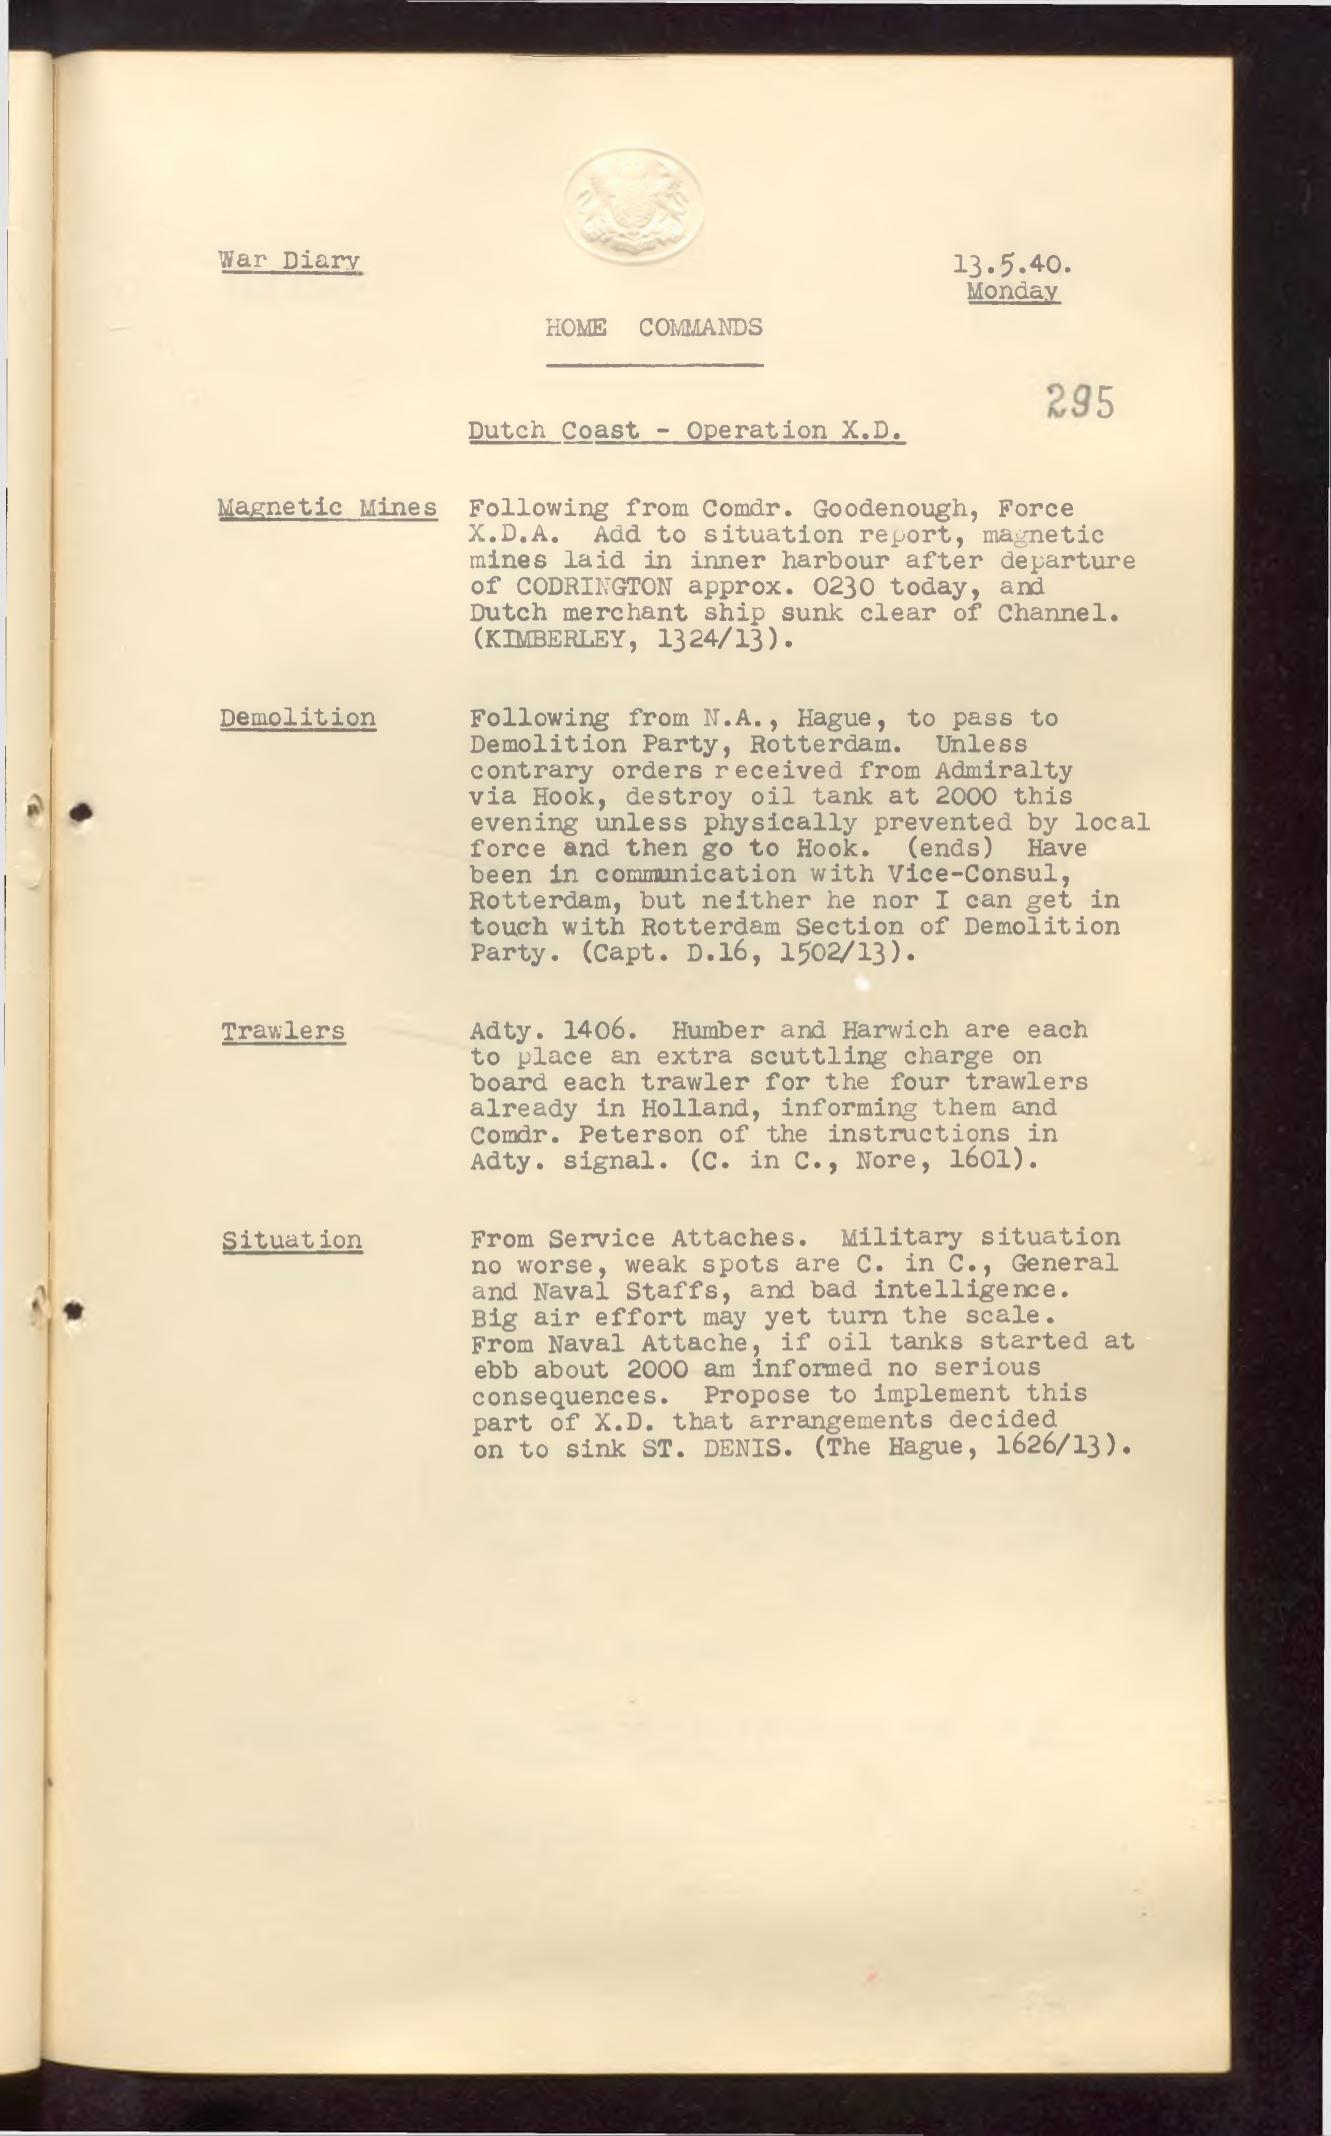 War Diary
13.5.40.
Monday
HOME COMMANDS
295
Dutch Coast - Operation X.D.
Magnetic Mines Following from Comdr. Goodenough, Force
X.D.A. Add to situation report, magnetic
mines laid in inner harbour after departure
of CODRINGTON approx. 0230 today, and
Dutch merchant ship sunk clear of Channel.
(KIMBERLEY, 1324/13).
Demolition Following from N.A., Hague, to pass to
Demolition Party, Rotterdam. Unless
contrary orders received from Admiralty
via Hook, destroy oil tank at 2000 this
evening unless physically prevented by local
force and then go to Hook. (ends) Have
been in communication with Vice-Consul,
Rotterdam, but neither he nor I can get in
touch with Rotterdam Section of Demolition
Party. (Capt. D.16, 1502/13).
Trawlers Adty. 1406. Humber and Harwich are each
to place an extra scuttling charge on
board each trawler for the four trawlers
already in Holland, informing them and
Comdr. Peterson of the instructions in
Adty. signal. (C. in C., Nore, 1601).
Situation From Service Attaches. Military situation
no worse, weak spots are C. in C., General
and Naval Staffs, and bad intelligence.
Big air effort may yet turn the scale.
From Naval Attache, if oil tanks started at
ebb about 2000 am informed no serious
consequences. Propose to implement this
part of X.D. that arrangements decided
on to sink ST. DENIS. (The Hague, 1626/13).